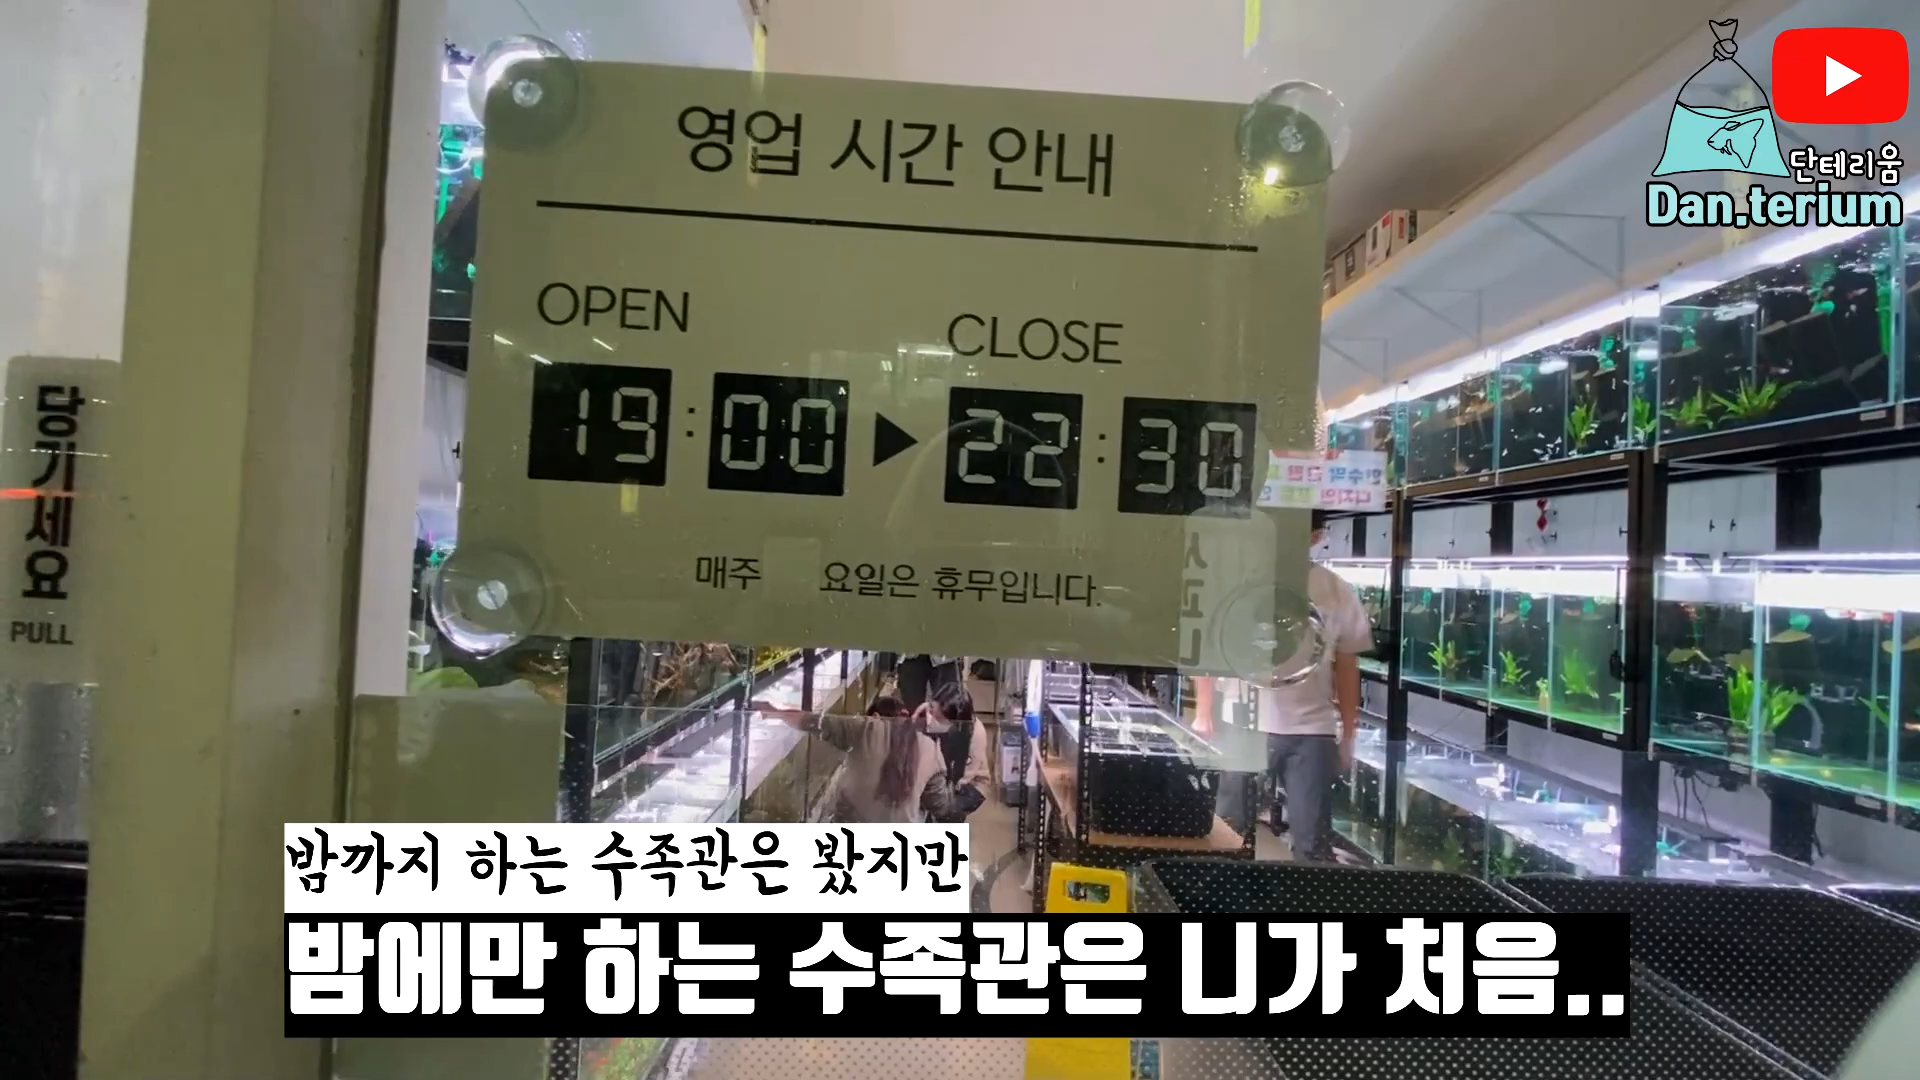 영업 시간 안내
OPEN
CLOSE
19:00 ▶ 22:30
매주 요일은 휴무입니다.
당기세요
PULL
단테리움
Dan.terium
밤까지 하는 수족관은 봤지만
밤에만 하는 수족관은 니가 처음..